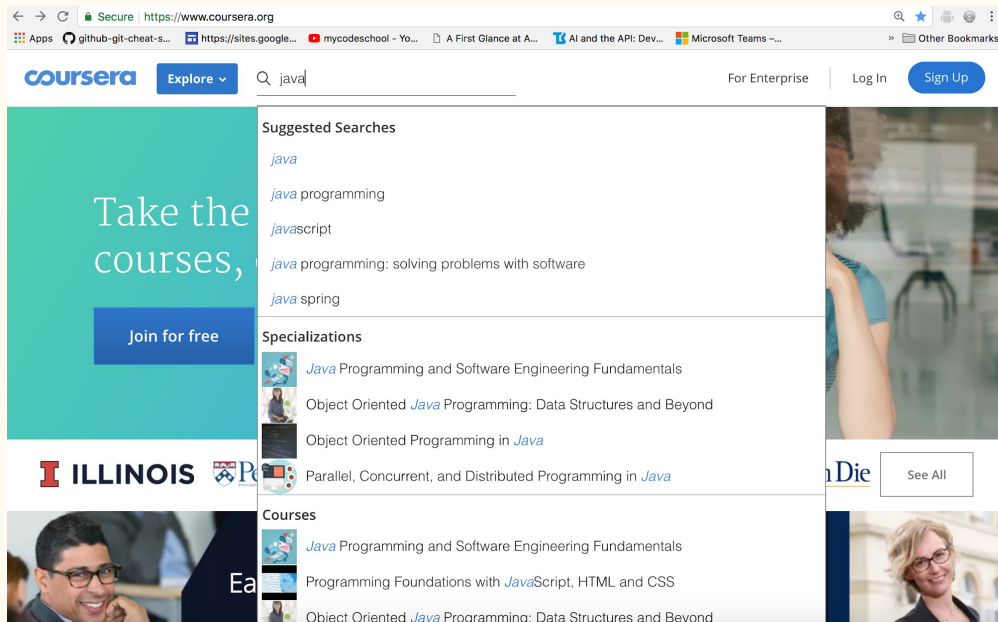 Secure https://www.coursera.org
Apps github-git-cheat-s... https://sites.google... mycodeschool - Yo... A First Glance at A... AI and the API: Dev... Microsoft Teams –... » Other Bookmarks
coursera Explore java For Enterprise Log In Sign Up
Suggested Searches
java
java programming
javascript
java programming: solving problems with software
java spring
Take the
courses,
Join for free
Specializations
Java Programming and Software Engineering Fundamentals
Object Oriented Java Programming: Data Structures and Beyond
Object Oriented Programming in Java
Parallel, Concurrent, and Distributed Programming in Java
I ILLINOIS Pe Die See All
Courses
Java Programming and Software Engineering Fundamentals
Programming Foundations with JavaScript, HTML and CSS
Object Oriented Java Programming: Data Structures and Beyond
Ea